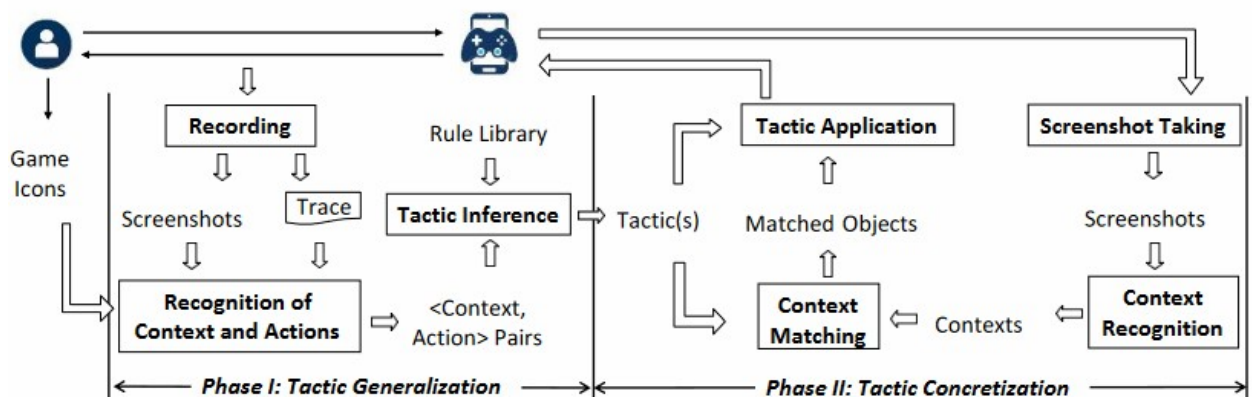 Game
Icons
Recording
Screenshots
Trace
Recognition of
Context and Actions
Rule Library
Tactic Inference
<Context,
Action> Pairs
Phase I: Tactic Generalization
Tactic(s)
Tactic Application
Matched Objects
Context
Matching
Screenshot Taking
Screenshots
Context
Recognition
Contexts
Phase II: Tactic Concretization